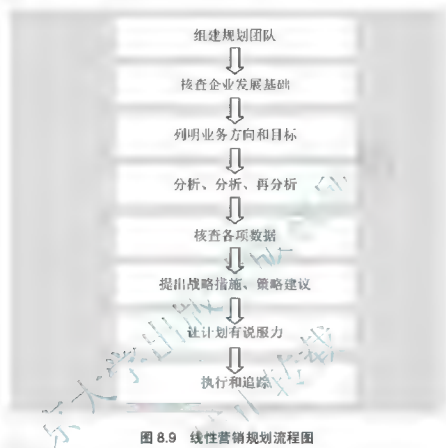 组建规划团队
核查企业发展基础
列明业务方向和目标
分析、分析、再分析
核查各项数据
提出战略措施、策略建议
让计划有说服力
执行和追踪
图 8.9 线性营销规划流程图